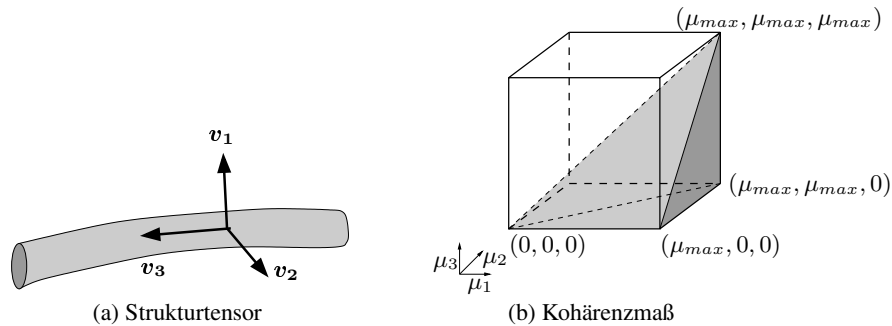 v₁
v₂
v₃
(a) Strukturtensor
(μₘₐₓ, μₘₐₓ, μₘₐₓ)
(μₘₐₓ, μₘₐₓ, 0)
(0, 0, 0)
(μₘₐₓ, 0, 0)
μ₃
μ₂
μ₁
(b) Kohärenzmaß